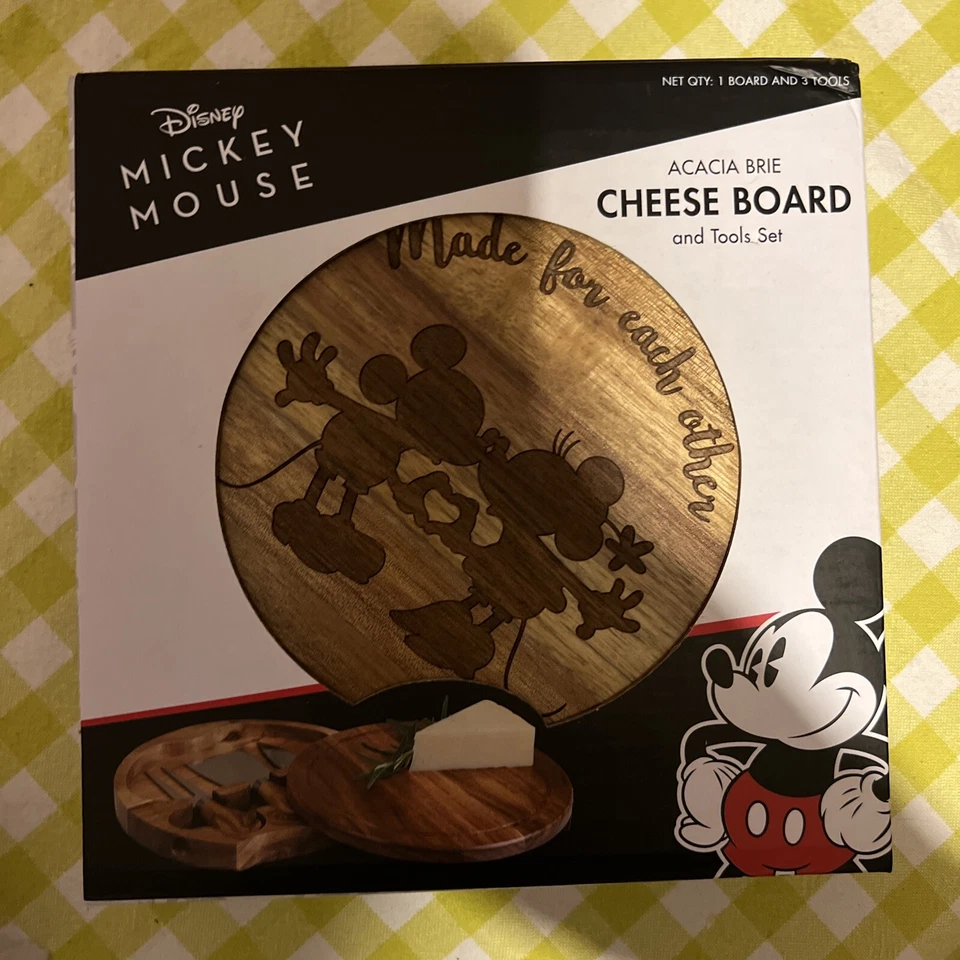 NET QTY: 1 BOARD AND 3 TOOLS
Disney
MICKEY
MOUSE
ACACIA BRIE
CHEESE BOARD
and Tools Set
Made for each other